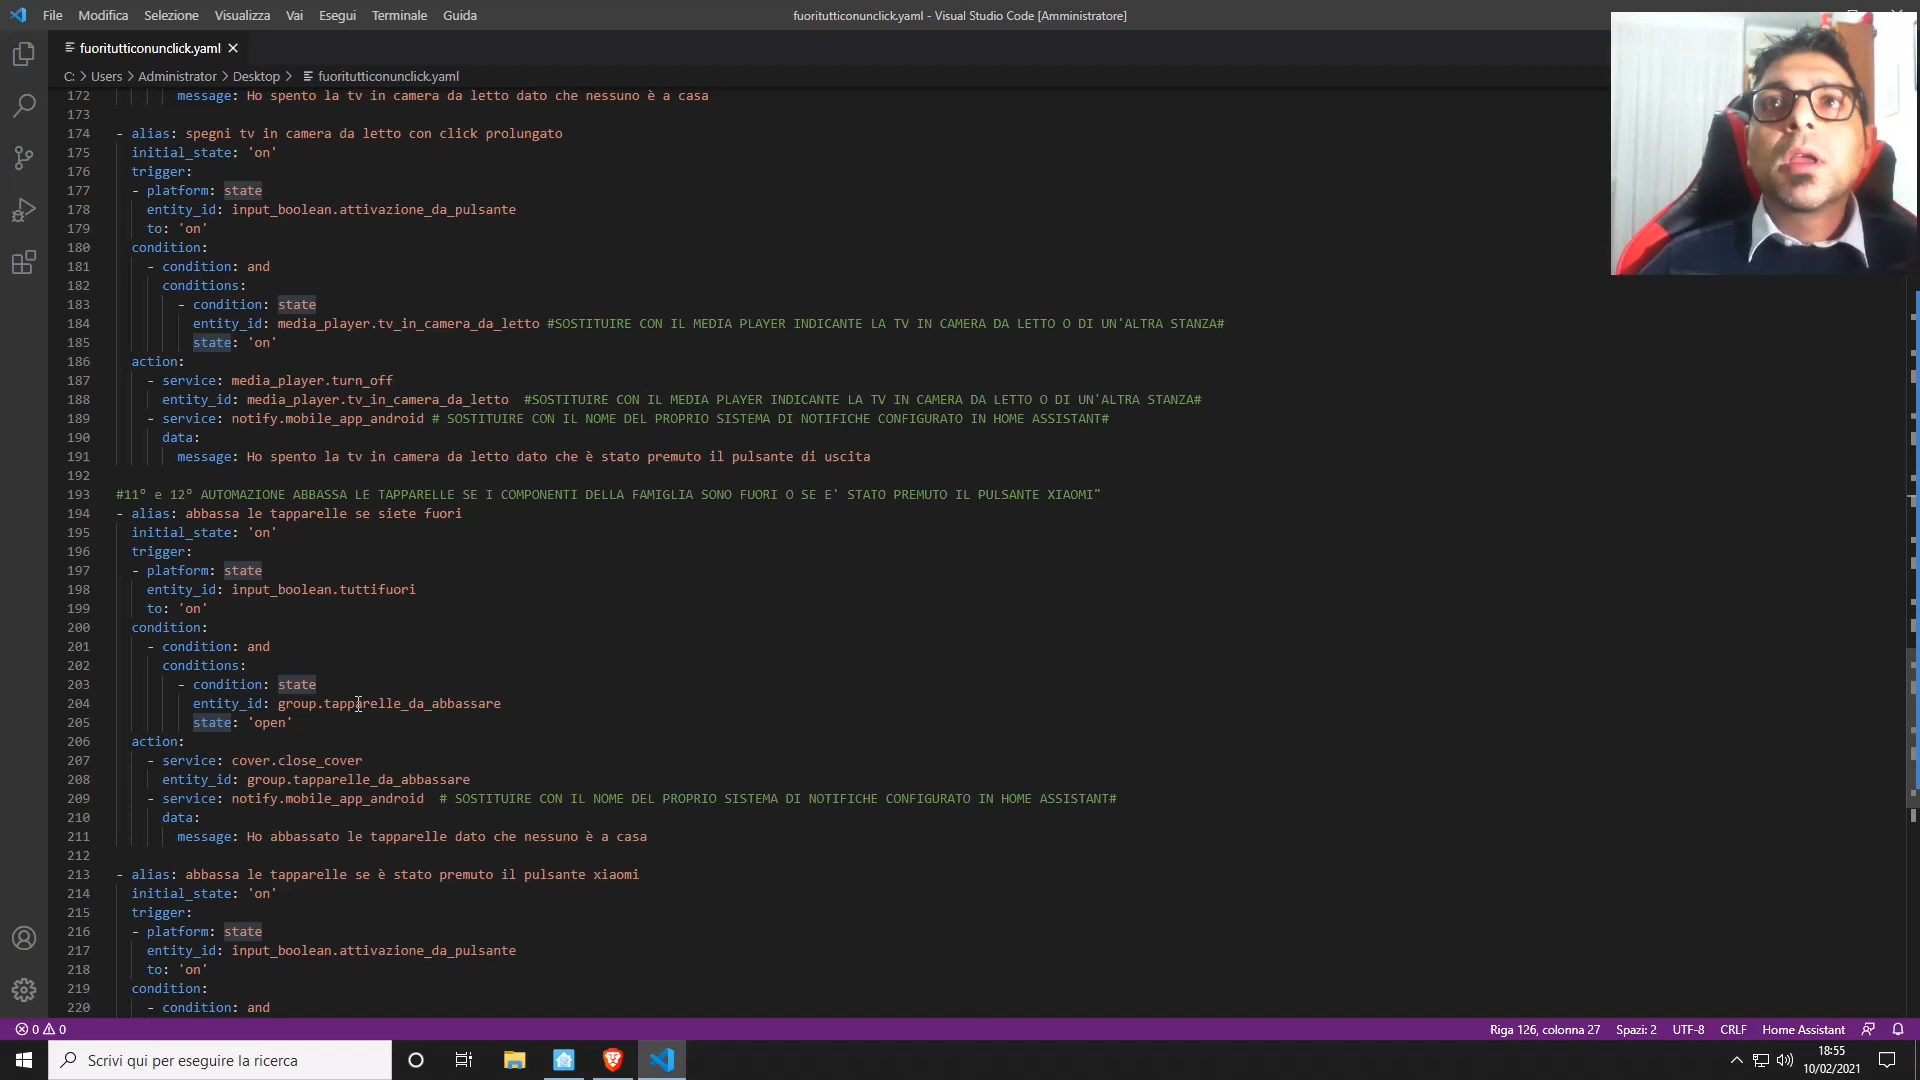 File Modifica Selezione Visualizza Vai Esegui Terminale Guida
fuoritutticonunclick.yaml - Visual Studio Code [Amministratore]
fuoritutticonunclick.yaml ×
C: > Users > Administrator > Desktop > fuoritutticonunclick.yaml
172 message: Ho spento la tv in camera da letto dato che nessuno è a casa
173
174 - alias: spegni tv in camera da letto con click prolungato
175 initial_state: 'on'
176 trigger:
177 - platform: state
178 entity_id: input_boolean.attivazione_da_pulsante
179 to: 'on'
180 condition:
181 - condition: and
182 conditions:
183 - condition: state
184 entity_id: media_player.tv_in_camera_da_letto #SOSTITUIRE CON IL MEDIA PLAYER INDICANTE LA TV IN CAMERA DA LETTO O DI UN'ALTRA STANZA#
185 state: 'on'
186 action:
187 - service: media_player.turn_off
188 entity_id: media_player.tv_in_camera_da_letto #SOSTITUIRE CON IL MEDIA PLAYER INDICANTE LA TV IN CAMERA DA LETTO O DI UN'ALTRA STANZA#
189 - service: notify.mobile_app_android # SOSTITUIRE CON IL NOME DEL PROPRIO SISTEMA DI NOTIFICHE CONFIGURATO IN HOME ASSISTANT#
190 data:
191 message: Ho spento la tv in camera da letto dato che è stato premuto il pulsante di uscita
192
193 #11° e 12° AUTOMAZIONE ABBASSA LE TAPPARELLE SE I COMPONENTI DELLA FAMIGLIA SONO FUORI O SE E' STATO PREMUTO IL PULSANTE XIAOMI"
194 - alias: abbassa le tapparelle se siete fuori
195 initial_state: 'on'
196 trigger:
197 - platform: state
198 entity_id: input_boolean.tuttifuori
199 to: 'on'
200 condition:
201 - condition: and
202 conditions:
203 - condition: state
204 entity_id: group.tapparelle_da_abbassare
205 state: 'open'
206 action:
207 - service: cover.close_cover
208 entity_id: group.tapparelle_da_abbassare
209 - service: notify.mobile_app_android # SOSTITUIRE CON IL NOME DEL PROPRIO SISTEMA DI NOTIFICHE CONFIGURATO IN HOME ASSISTANT#
210 data:
211 message: Ho abbassato le tapparelle dato che nessuno è a casa
212
213 - alias: abbassa le tapparelle se è stato premuto il pulsante xiaomi
214 initial_state: 'on'
215 trigger:
216 - platform: state
217 entity_id: input_boolean.attivazione_da_pulsante
218 to: 'on'
219 condition:
220 - condition: and
0 0 Riga 126, colonna 27 Spazi: 2 UTF-8 CRLF Home Assistant
Scrivi qui per eseguire la ricerca
18:55
10/02/2021